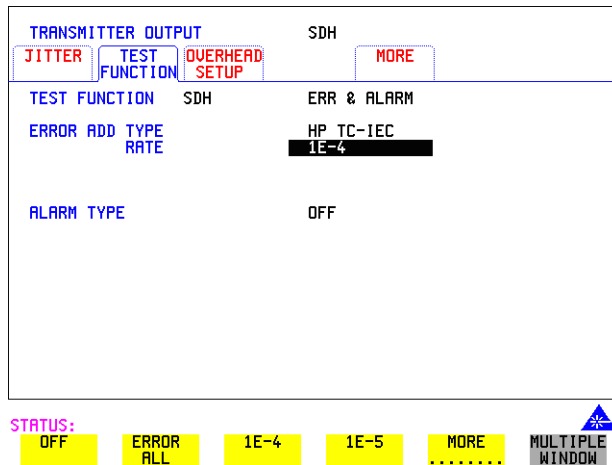 TRANSMITTER OUTPUT SDH
JITTER TEST FUNCTION OVERHEAD SETUP MORE
TEST FUNCTION SDH ERR & ALARM
ERROR ADD TYPE HP TC-IEC
RATE 1E-4
ALARM TYPE OFF
STATUS:
OFF ERROR ALL 1E-4 1E-5 MORE ........ MULTIPLE WINDOW